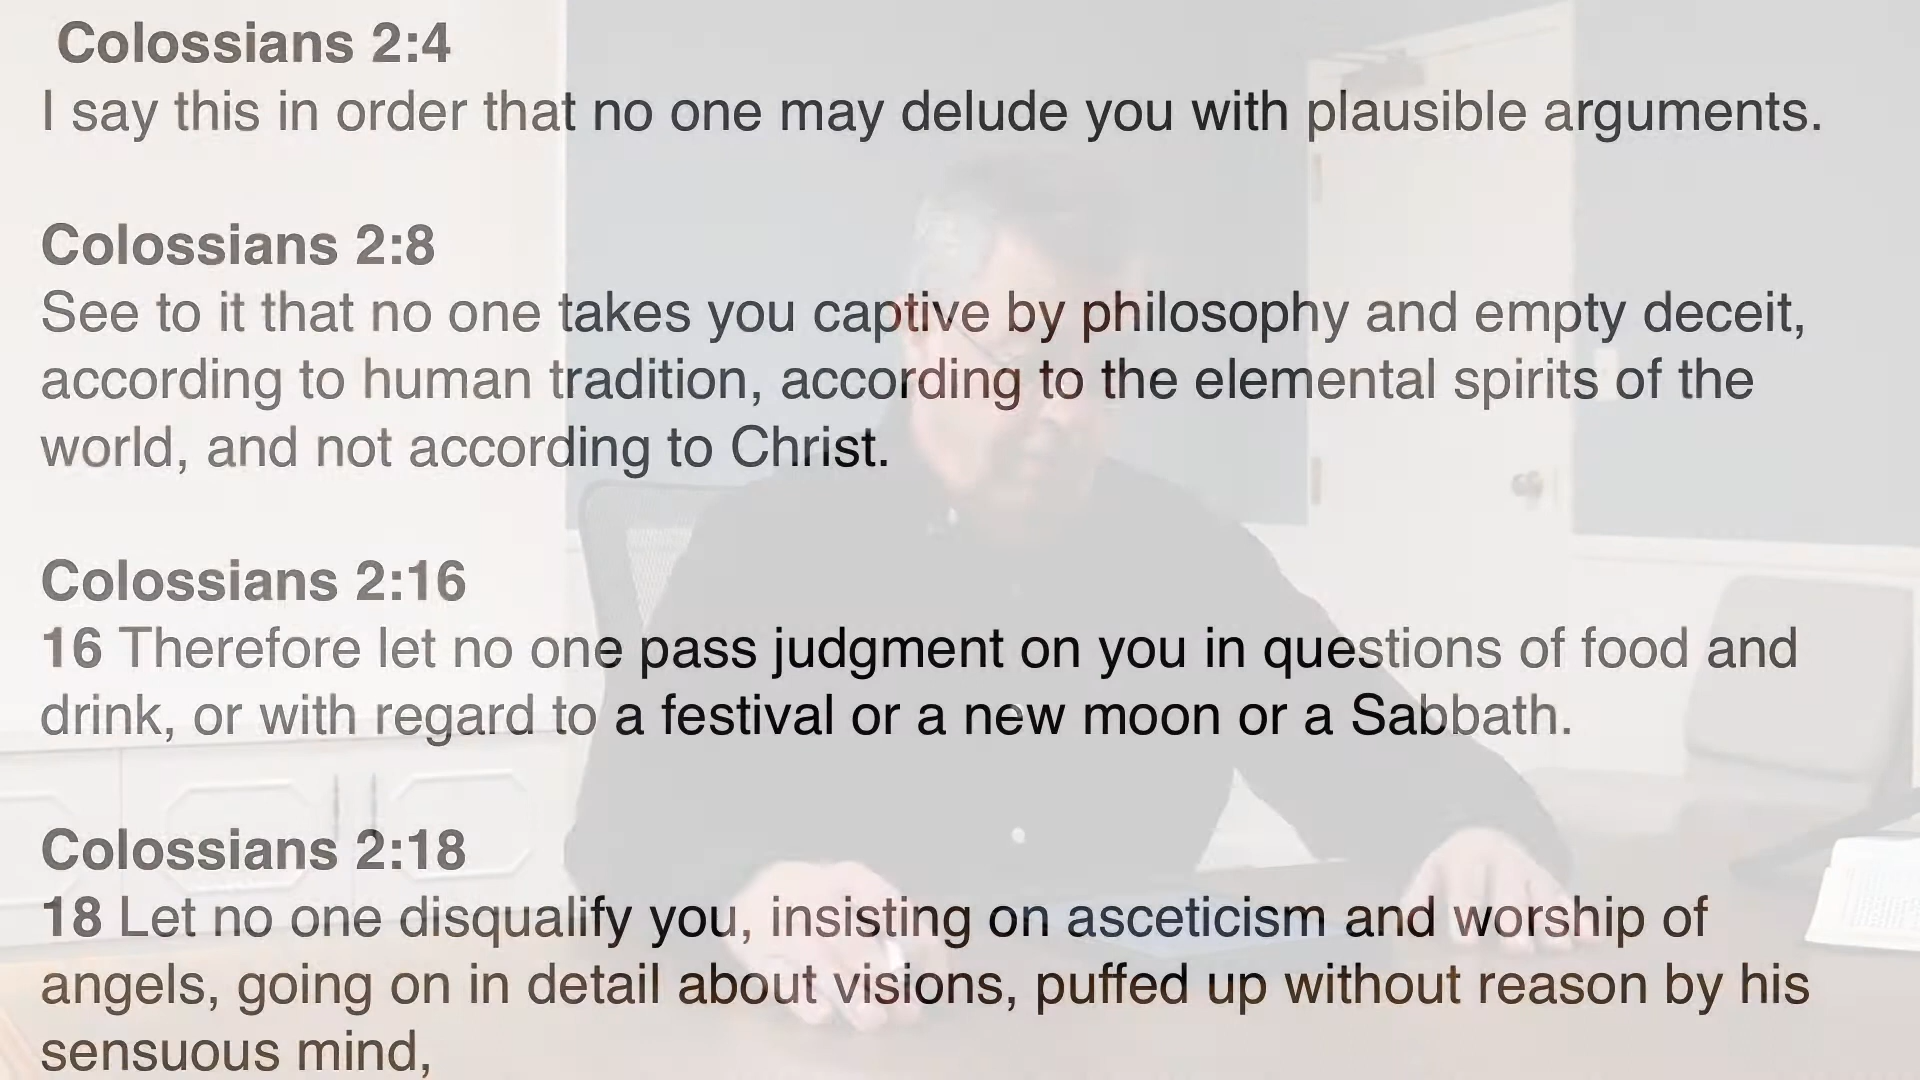 Colossians 2:4
I say this in order that no one may delude you with plausible arguments.
Colossians 2:8
See to it that no one takes you captive by philosophy and empty deceit,
according to human tradition, according to the elemental spirits of the
world, and not according to Christ.
Colossians 2:16
16 Therefore let no one pass judgment on you in questions of food and
drink, or with regard to a festival or a new moon or a Sabbath.
Colossians 2:18
18 Let no one disqualify you, insisting on asceticism and worship of
angels, going on in detail about visions, puffed up without reason by his
sensuous mind,